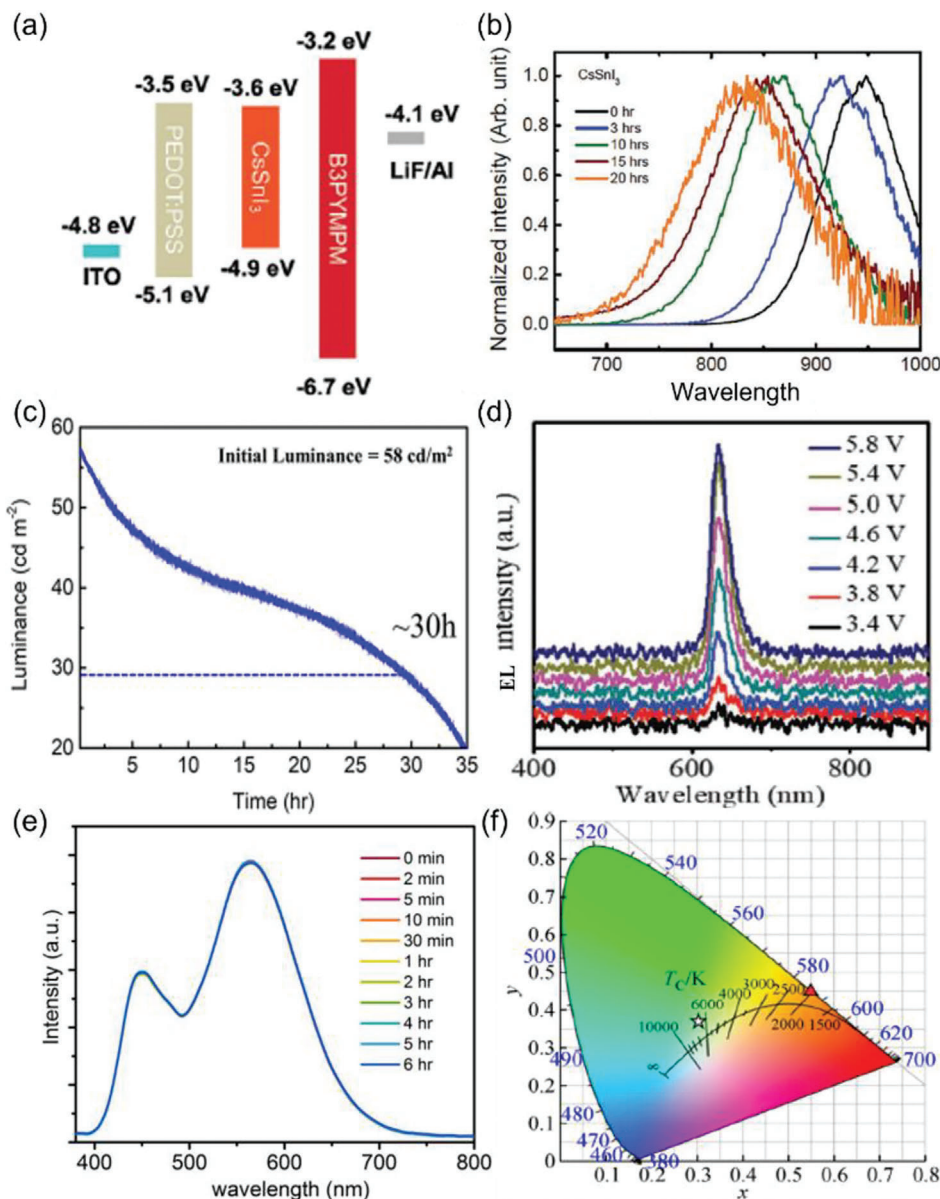 (a)
-3.2 eV
-3.5 eV
-3.6 eV
-4.1 eV
PEDOT:PSS
CsSnI3
B3PYMPM
LiF/Al
-4.8 eV
ITO
-4.9 eV
-5.1 eV
-6.7 eV
(b)
Normalized intensity (Arb. unit)
1.0
0.8
0.6
0.4
0.2
0.0
CsSnI3
0 hr
3 hrs
10 hrs
15 hrs
20 hrs
700 800 900 1000
Wavelength
(c)
Luminance (cd m-2)
60
50
40
30
20
Initial Luminance = 58 cd/m2
~30h
5 10 15 20 25 30 35
Time (hr)
(d)
EL intensity (a.u.)
5.8 V
5.4 V
5.0 V
4.6 V
4.2 V
3.8 V
3.4 V
400 600 800
Wavelength (nm)
(e)
Intensity (a.u.)
0 min
2 min
5 min
10 min
30 min
1 hr
2 hr
3 hr
4 hr
5 hr
6 hr
400 500 600 700 800
wavelength (nm)
(f)
y
0.9
0.8
0.7
0.6
0.5
0.4
0.3
0.2
0.1
0
520
540
560
500
580
TC/K
3000
2500
4000
6000
600
10000
2000 1500
620
490
∞
700
480
470
460
380
0.1 0.2 0.3 0.4 0.5 0.6 0.7 0.8
x